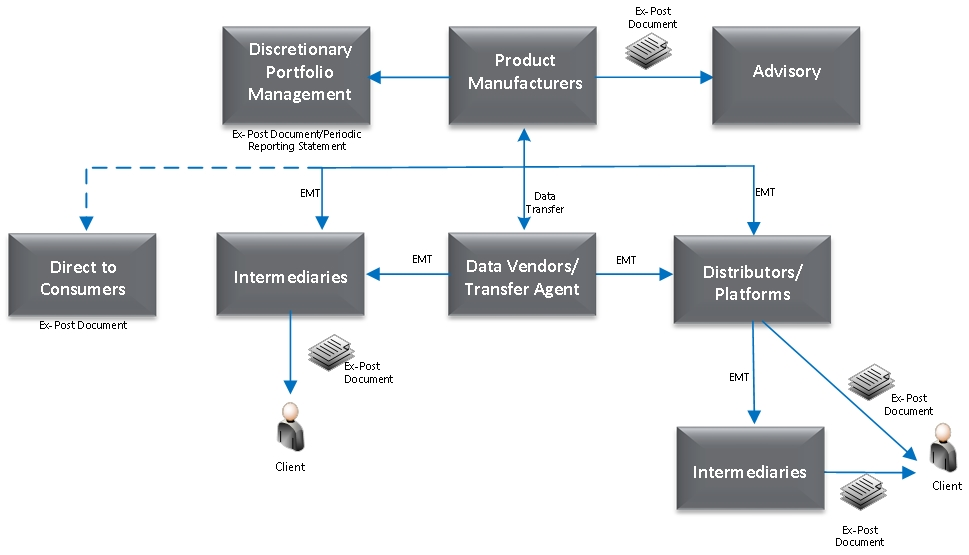 Ex-Post
Document
Discretionary
Portfolio
Management
Product
Manufacturers
Advisory
Ex-Post Document/Periodic
Reporting Statement
EMT
Data
Transfer
EMT
Direct to
Consumers
Intermediaries
EMT
Data Vendors/
Transfer Agent
EMT
Distributors/
Platforms
Ex-Post Document
Ex-Post
Document
EMT
Ex-Post
Document
Client
Intermediaries
Client
Ex-Post
Document